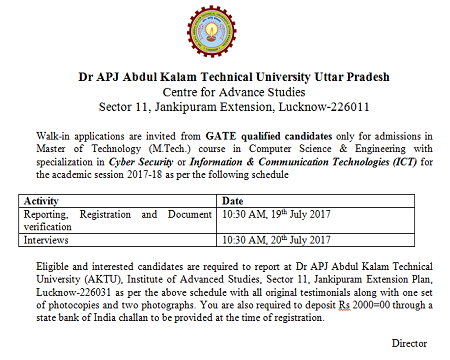 Dr APJ Abdul Kalam Technical University Uttar Pradesh
Centre for Advance Studies
Sector 11, Jankipuram Extension, Lucknow-226011
Walk-in applications are invited from GATE qualified candidates only for admissions in
Master of Technology (M.Tech.) course in Computer Science & Engineering with
specialization in Cyber Security or Information & Communication Technologies (ICT) for
the academic session 2017-18 as per the following schedule
Activity Date
Reporting, Registration and Document 10:30 AM, 19th July 2017
verification
Interviews 10:30 AM, 20th July 2017
Eligible and interested candidates are required to report at Dr APJ Abdul Kalam Technical
University (AKTU), Institute of Advanced Studies, Sector 11, Jankipuram Extension Plan,
Lucknow-226031 as per the above schedule with all original testimonials along with one set
of photocopies and two photographs. You are also required to deposit Rs 2000=00 through a
state bank of India challan to be provided at the time of registration.
Director